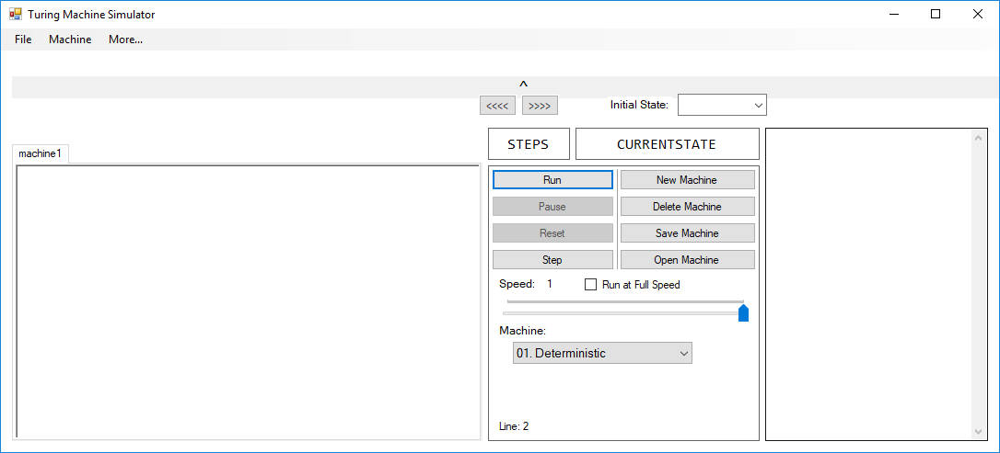 Turing Machine Simulator
File Machine More...
^
<<<< >>>> Initial State:
machine1
STEPS CURRENTSTATE
Run New Machine
Pause Delete Machine
Reset Save Machine
Step Open Machine
Speed: 1 Run at Full Speed
Machine:
01. Deterministic
Line: 2